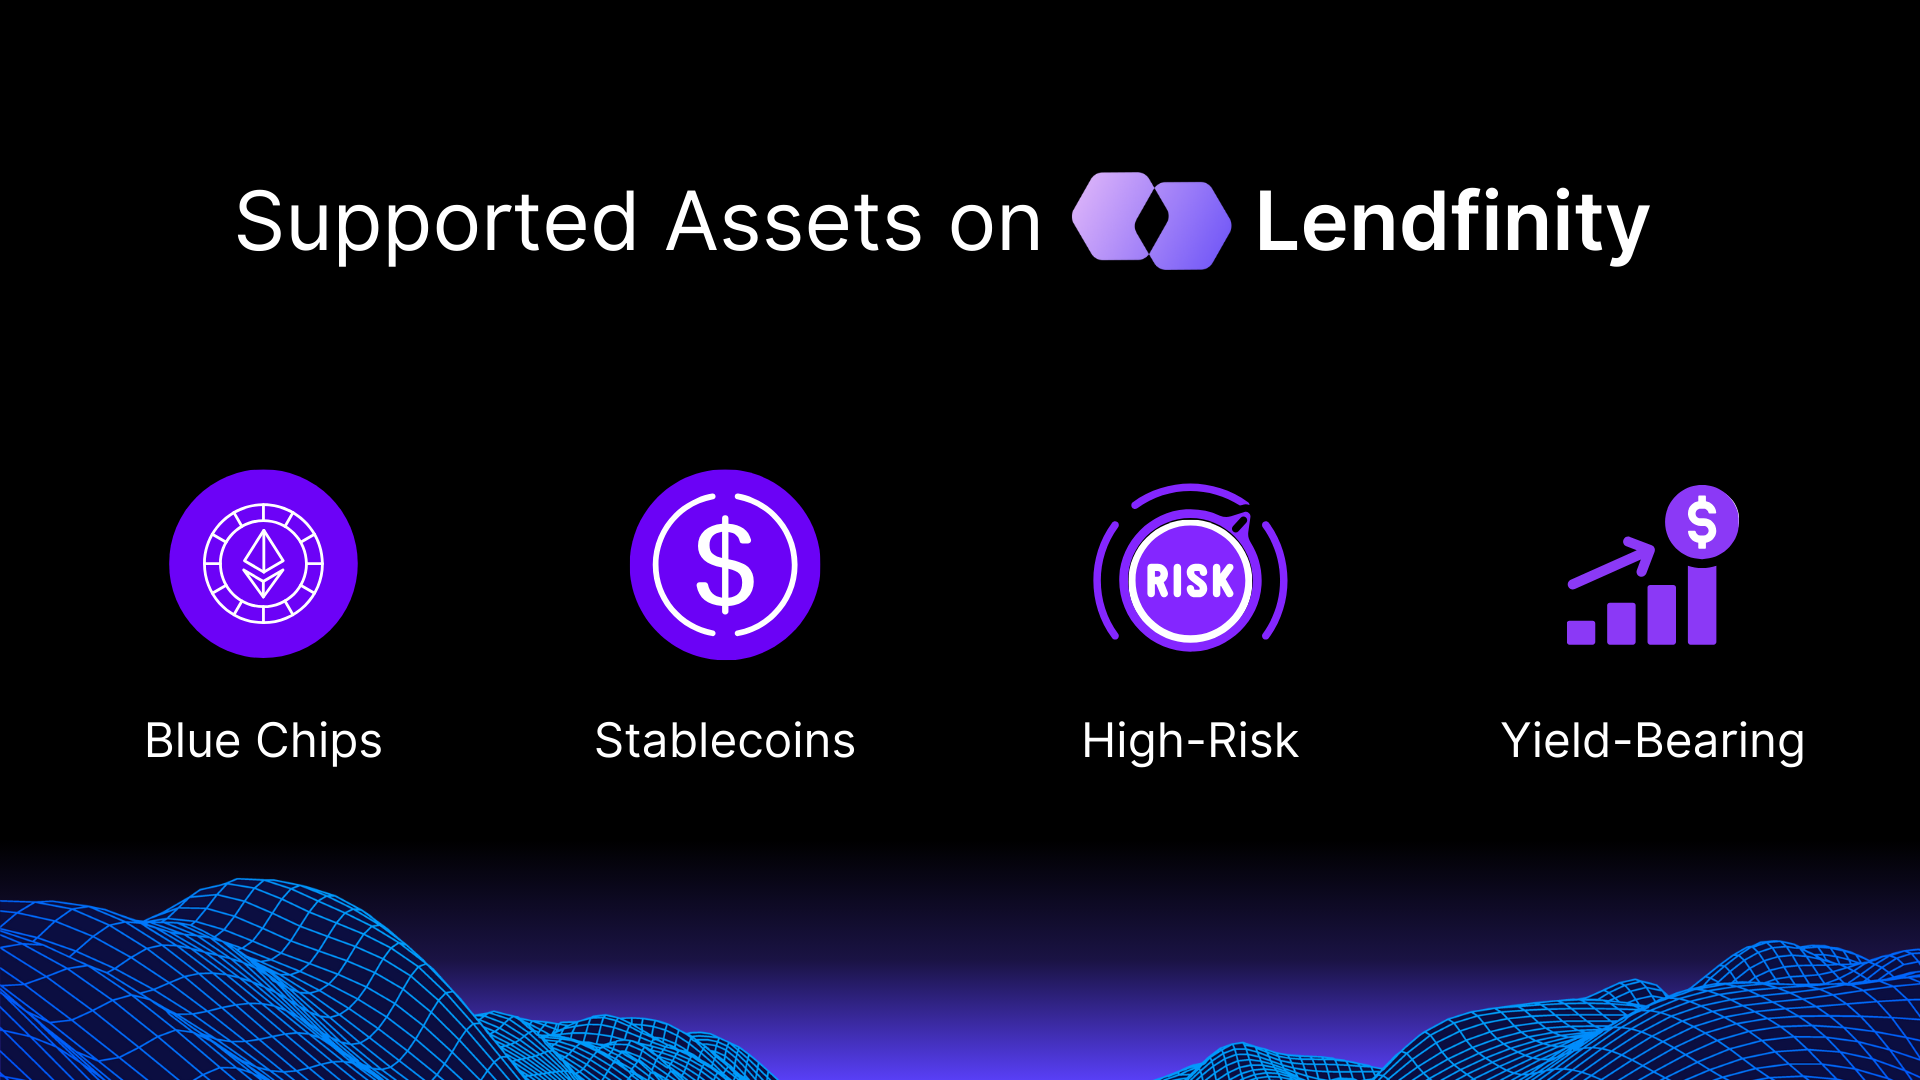 Supported Assets on Lendfinity
$
RISK
$
Blue Chips
Stablecoins
High-Risk
Yield-Bearing